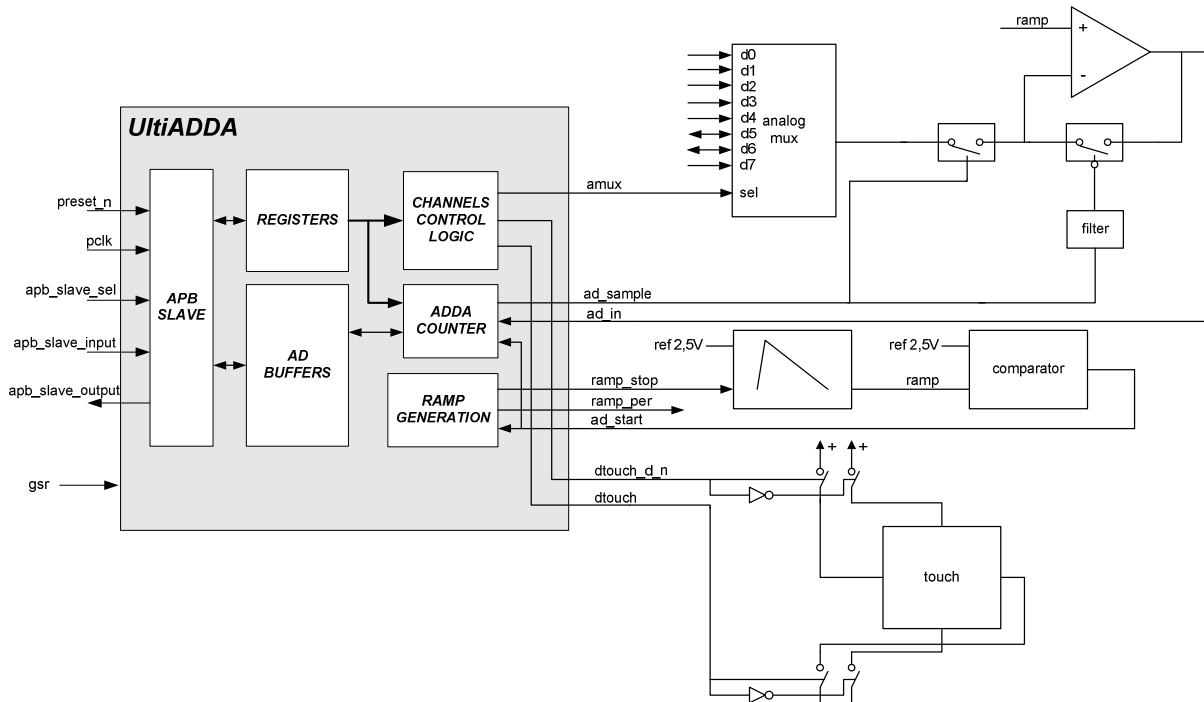 ramp
+
-
d0
d1
d2
d3
d4
d5
d6
d7
analog
mux
sel
UltiADDA
preset_n
pclk
apb_slave_sel
apb_slave_input
apb_slave_output
gsr
APB
SLAVE
REGISTERS
AD
BUFFERS
CHANNELS
CONTROL
LOGIC
ADDA
COUNTER
RAMP
GENERATION
amux
filter
ad_sample
ad_in
ref 2,5V
ramp
ref 2,5V
comparator
ramp_stop
ramp_per
ad_start
+
+
dtouch_d_n
dtouch
touch